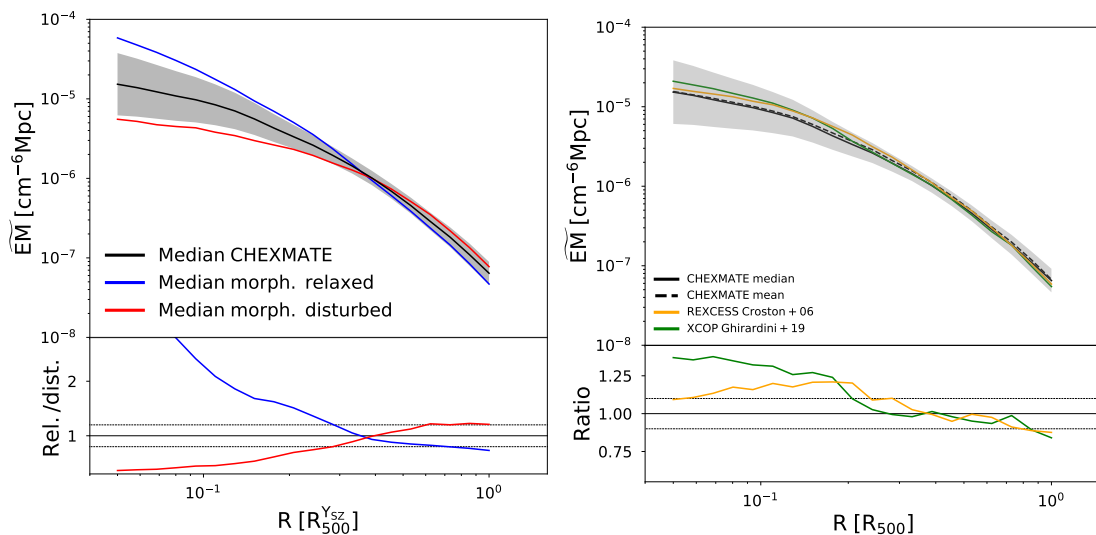 10⁻⁴
10⁻⁵
10⁻⁶
10⁻⁷
10⁻⁸
E͠M [cm⁻⁶Mpc]
Median CHEXMATE
Median morph. relaxed
Median morph. disturbed
2
1
Rel./dist.
10⁻¹
10⁰
R [R₅₀₀^Y_SZ]
10⁻⁴
10⁻⁵
10⁻⁶
10⁻⁷
10⁻⁸
E͠M [cm⁻⁶Mpc]
CHEXMATE median
CHEXMATE mean
REXCESS Croston + 06
XCOP Ghirardini + 19
1.25
1.00
0.75
Ratio
10⁻¹
10⁰
R [R₅₀₀]